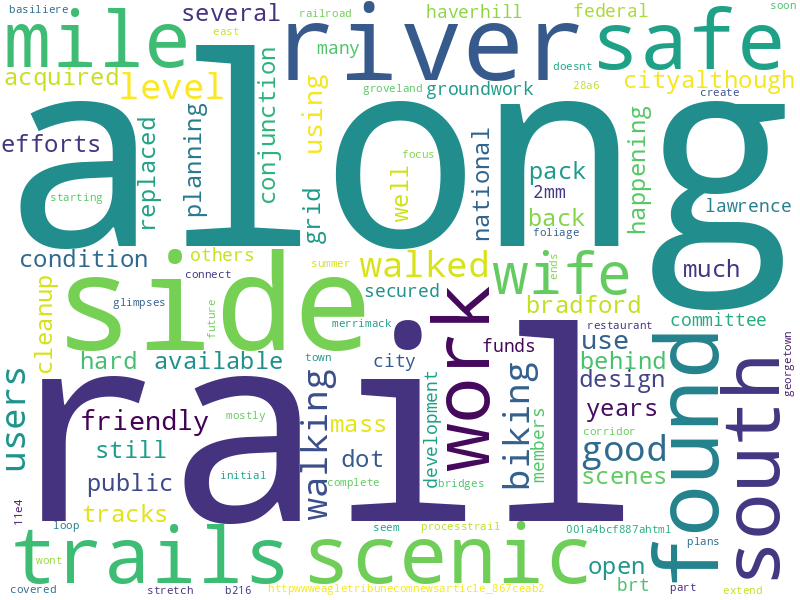 basiliere
several
railroad
haverhill
federal
soon
mile
east
many
river
safe
acquired
level
conjunction
doesnt
cityalthough
groveland
groundwork
28a6
create
along
using
efforts
replaced
planning
focus
national
pack
happening
starting
well
2mm
lawrence
grid
back
foliage
condition
others
summer
walked
wife
ends
much
side
connect
secured
cleanup
glimpses
future
bradford
merrimack
committee
restaurant
rail
work
hard
available
town
city
funds
use
behind
found
south
georgetown
users
friendly
mostly
walking
mass
development
biking
members
design
years
corridor
good
still
dot
public
initial
complete
bridges
scenes
tracks
11e4
loop
seem
processtrail
001a4bcf887ahtml
plans
trails
scenic
open
wont
covered
stretch
b216
httpwwweagletribunecomnewsarticle_867ceab2
brt
part
extend